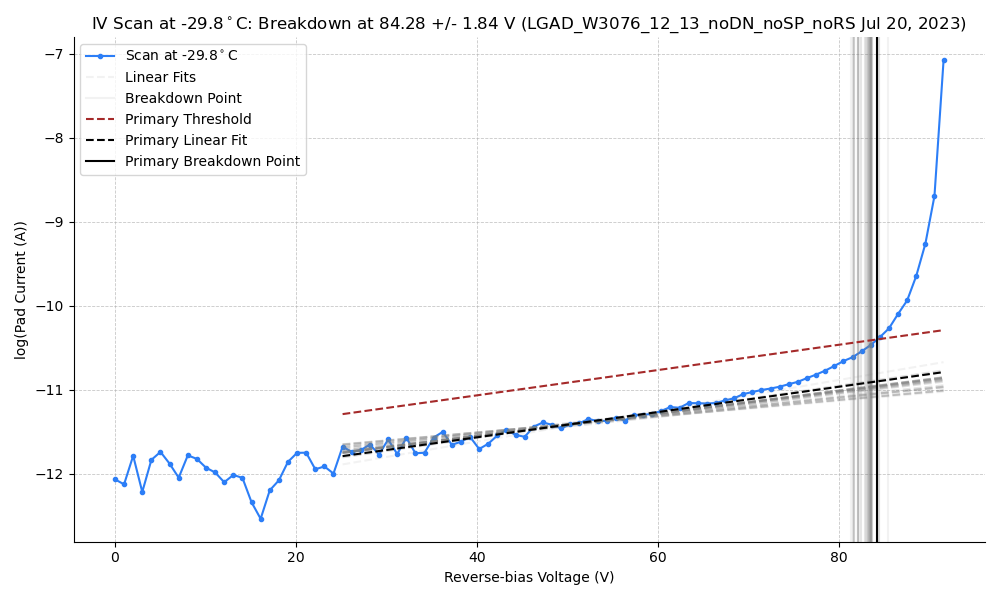 IV Scan at -29.8°C: Breakdown at 84.28 +/- 1.84 V (LGAD_W3076_12_13_noDN_noSP_noRS Jul 20, 2023)
Scan at -29.8°C
Linear Fits
Breakdown Point
Primary Threshold
Primary Linear Fit
Primary Breakdown Point
log(Pad Current (A))
−7
−8
−9
−10
−11
−12
0
20
40
60
80
Reverse-bias Voltage (V)